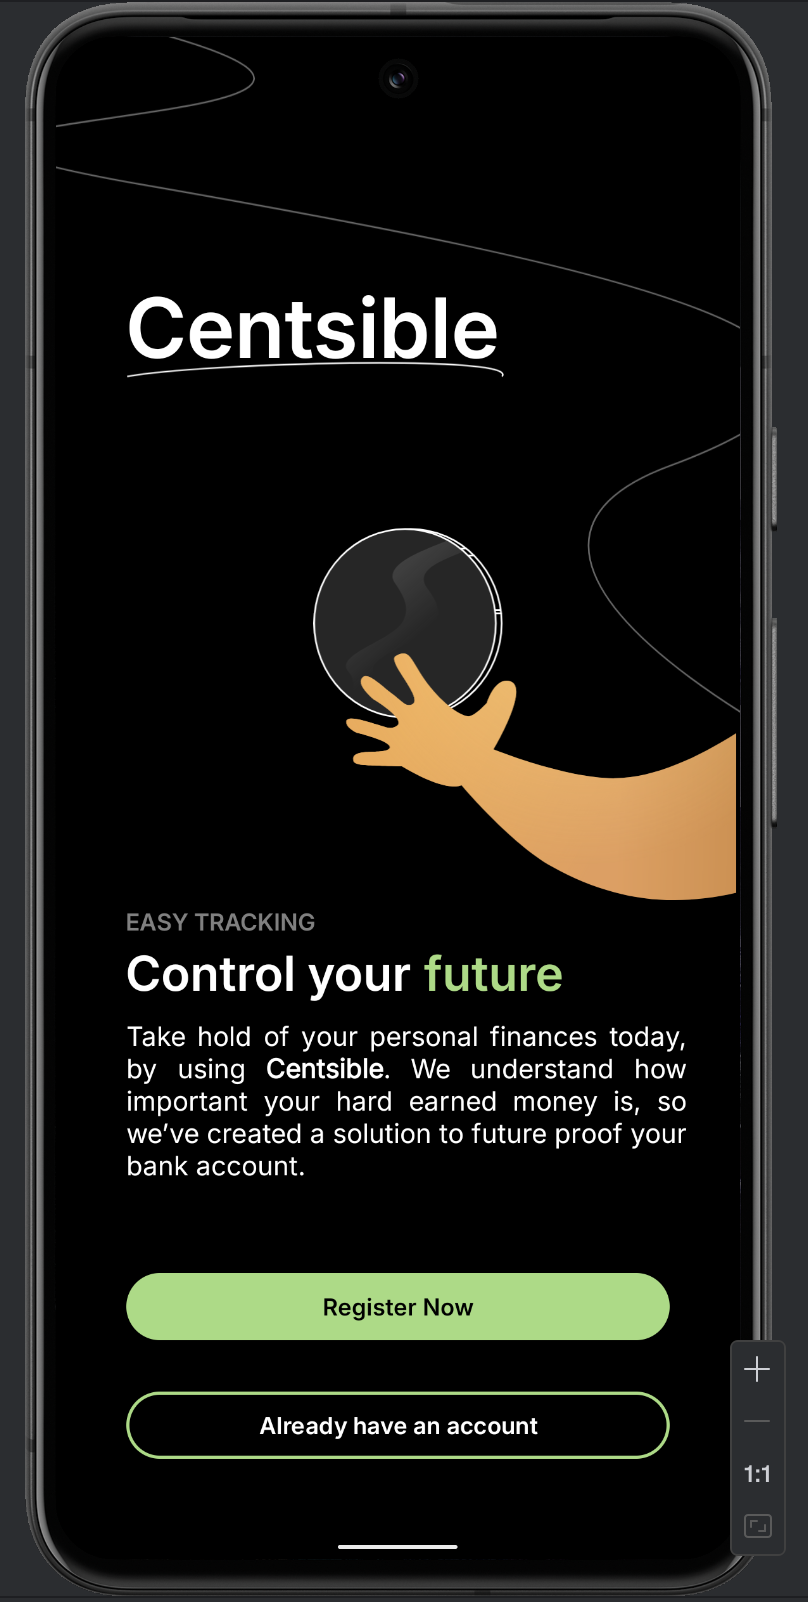 Centsible
EASY TRACKING
Control your future
Take hold of your personal finances today,
by using Centsible. We understand how
important your hard earned money is, so
we’ve created a solution to future proof your
bank account.
Register Now
Already have an account
1:1